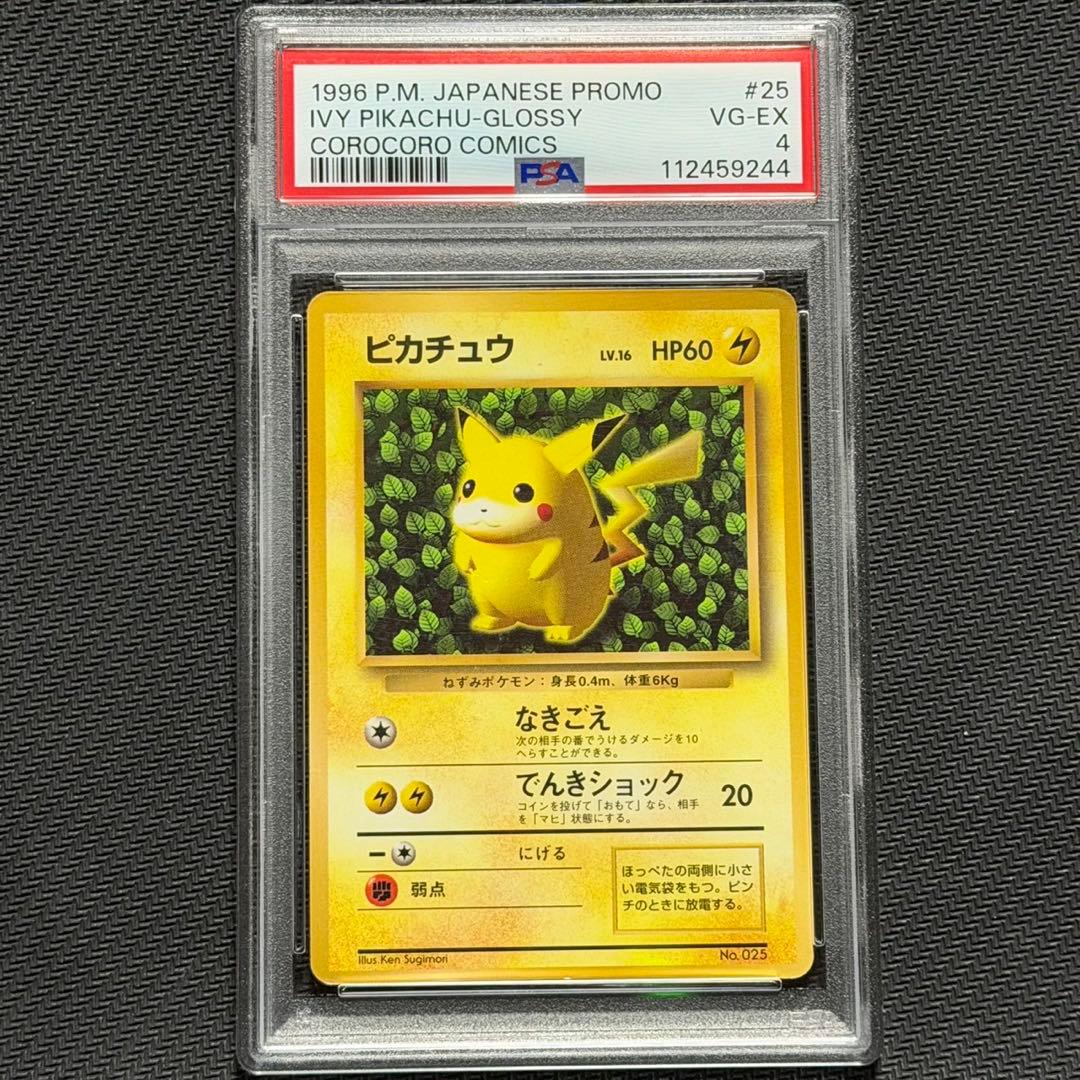 1996 P.M. JAPANESE PROMO #25
IVY PIKACHU-GLOSSY VG-EX
COROCORO COMICS 4
PSA 112459244
ピカチュウ LV.16 HP60
ねずみポケモン：身長0.4m、体重6Kg
なきごえ
次の相手の番でうけるダメージを10
へらすことができる。
でんきショック 20
コインを投げて「おもて」なら、相手
を「マヒ」状態にする。
にげる
弱点
ほっぺたの両側に小さ
い電気袋をもつ。ピン
チのときに放電する。
Illus.Ken Sugimori No. 025